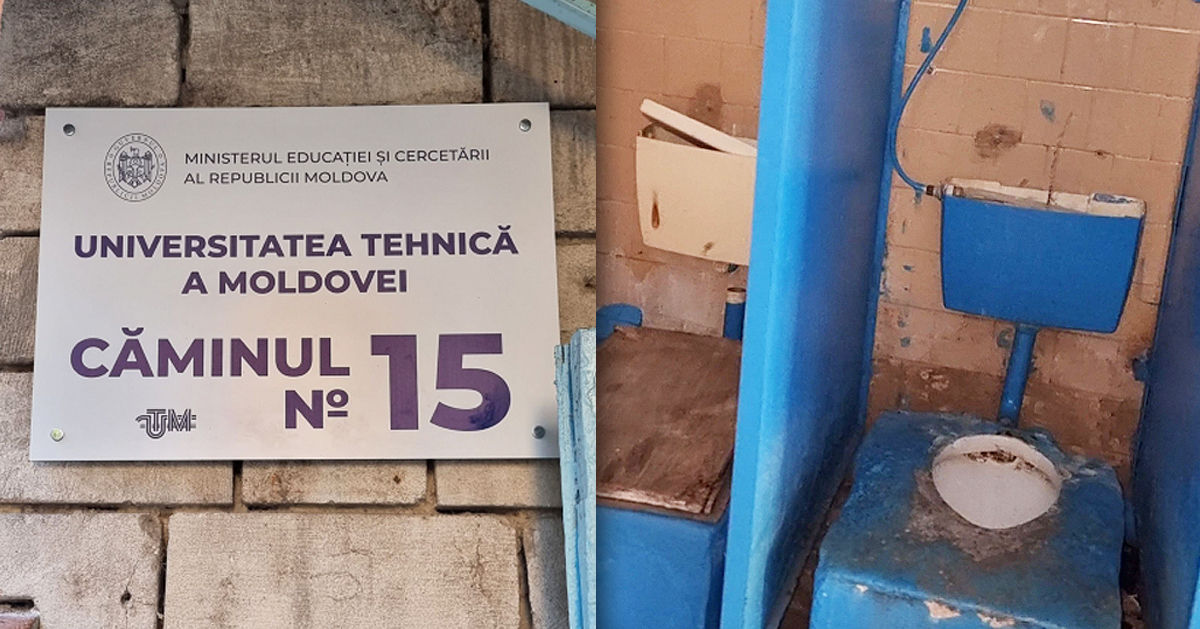 MINISTERUL EDUCAȚIEI ȘI CERCETĂRII
AL REPUBLICII MOLDOVA
UNIVERSITATEA TEHNICĂ
A MOLDOVEI
CĂMINUL
Nº 15
UTM